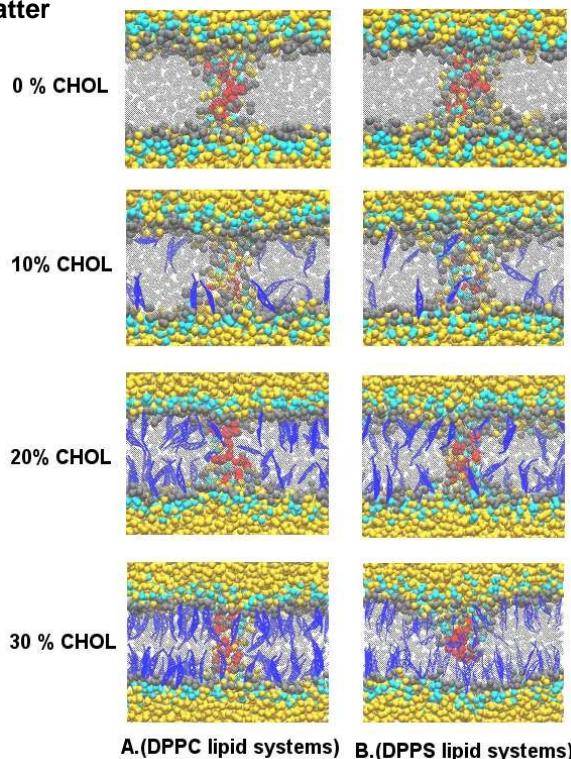 atter
0 % CHOL
10% CHOL
20% CHOL
30 % CHOL
A.(DPPC lipid systems) B.(DPPS lipid systems)